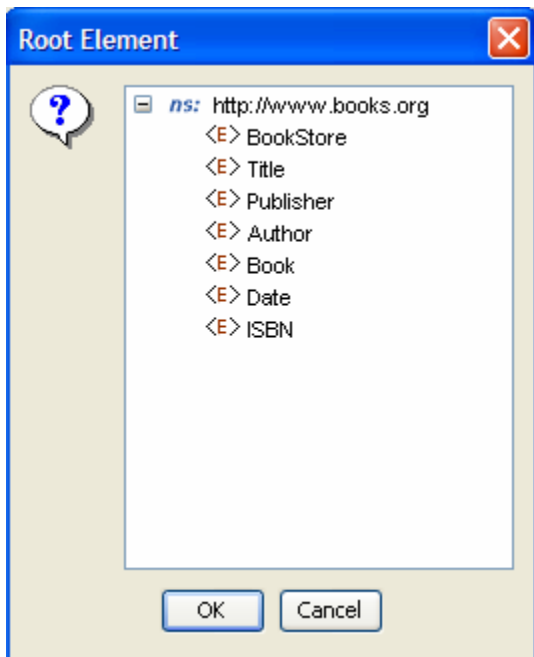 Root Element
?
ns: http://www.books.org
<E> BookStore
<E> Title
<E> Publisher
<E> Author
<E> Book
<E> Date
<E> ISBN
OK Cancel